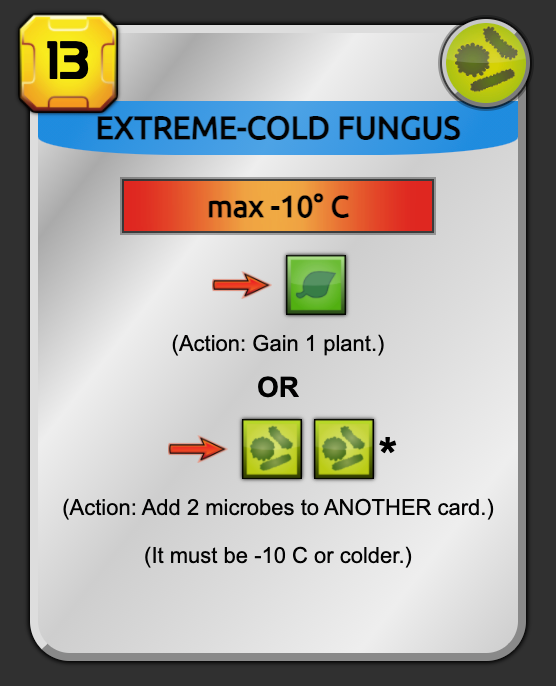 13
EXTREME-COLD FUNGUS
max -10° C
(Action: Gain 1 plant.)
OR
*
(Action: Add 2 microbes to ANOTHER card.)
(It must be -10 C or colder.)